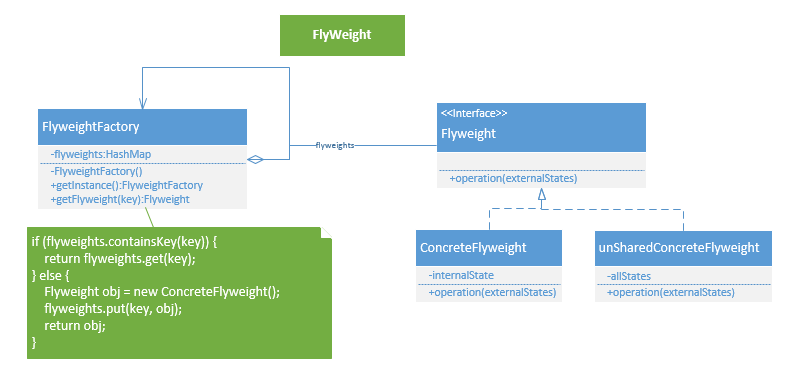 FlyWeight
FlyweightFactory
-flyweights:HashMap
-FlyweightFactory()
+getInstance():FlyweightFactory
+getFlyweight(key):Flyweight
flyweights
<<Interface>>
Flyweight
+operation(externalStates)
if (flyweights.containsKey(key)) {
return flyweights.get(key);
} else {
Flyweight obj = new ConcreteFlyweight();
flyweights.put(key, obj);
return obj;
}
ConcreteFlyweight
-internalState
+operation(externalStates)
unSharedConcreteFlyweight
-allStates
+operation(externalStates)